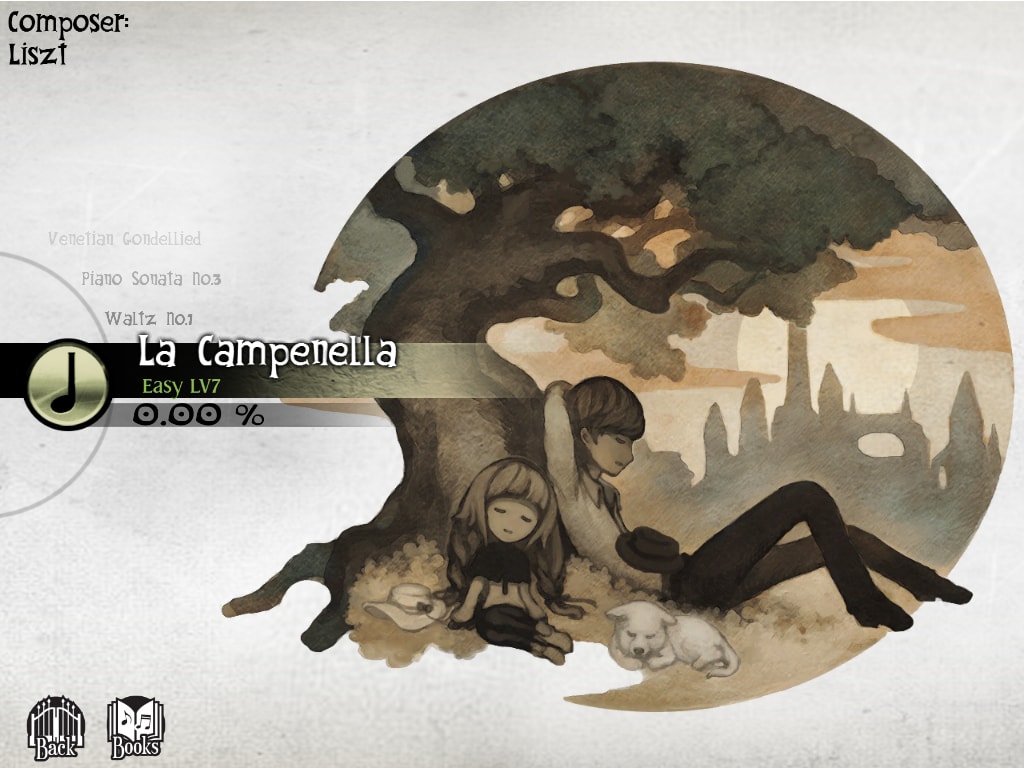 Composer:
Liszt
Venetian Gondellied
Piano Sonata No.3
Waltz No.1
La Campenella
Easy LV7
0.00 %
Back
Books